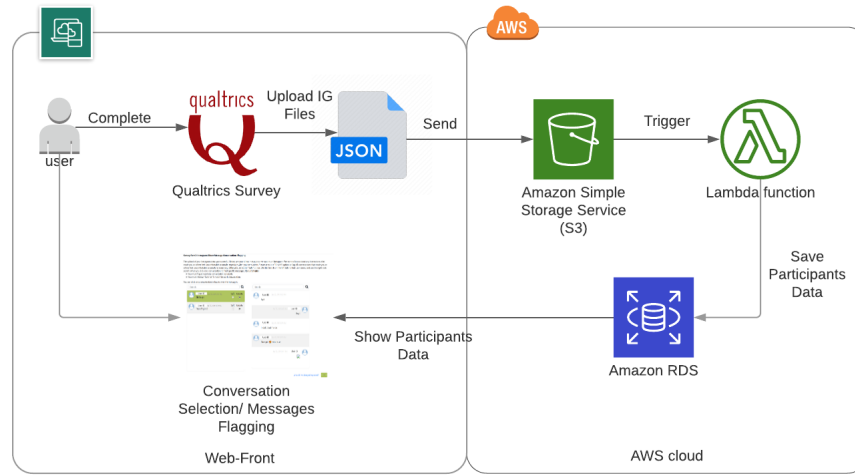 AWS
qualtrics
Upload IG
Files
Complete
Send
Trigger
JSON
user
Qualtrics Survey
Amazon Simple
Storage Service
(S3)
Lambda function
Save
Participants
Data
Show Participants
Data
Amazon RDS
Conversation
Selection/ Messages
Flagging
Web-Front
AWS cloud